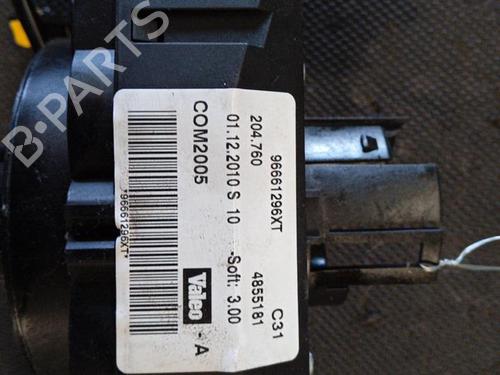 96661296XT C31
204.760 4855181
01.12.2010 S 10 -Soft: 3.00
COM2005 Valeo - A
*96661296XT*
B-PARTS